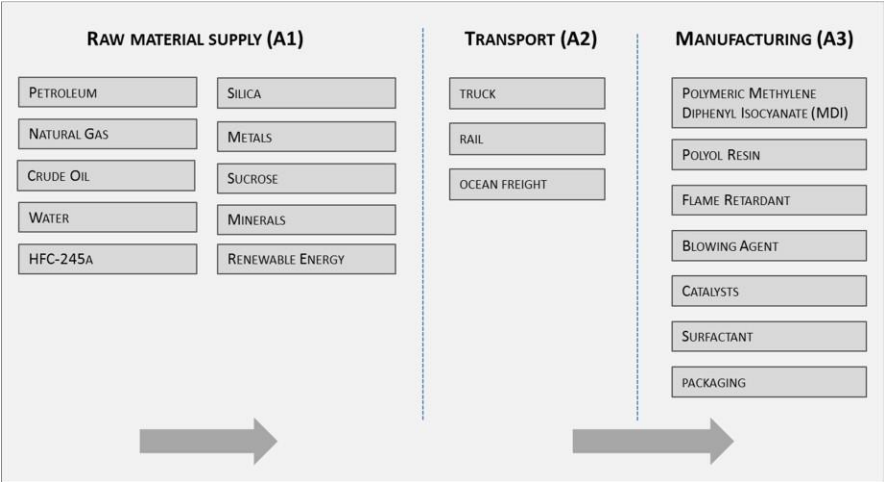 RAW MATERIAL SUPPLY (A1)
PETROLEUM
NATURAL GAS
CRUDE OIL
WATER
HFC-245A
SILICA
METALS
SUCROSE
MINERALS
RENEWABLE ENERGY
TRANSPORT (A2)
TRUCK
RAIL
OCEAN FREIGHT
MANUFACTURING (A3)
POLYMERIC METHYLENE
DIPHENYL ISOCYANATE (MDI)
POLYOL RESIN
FLAME RETARDANT
BLOWING AGENT
CATALYSTS
SURFACTANT
PACKAGING